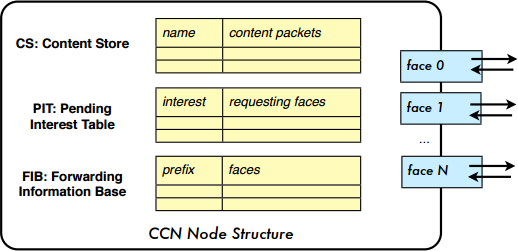 name content packets
CS: Content Store
face 0
PIT: Pending
Interest Table
interest requesting faces
face 1
...
FIB: Forwarding
Information Base
prefix faces
face N
CCN Node Structure